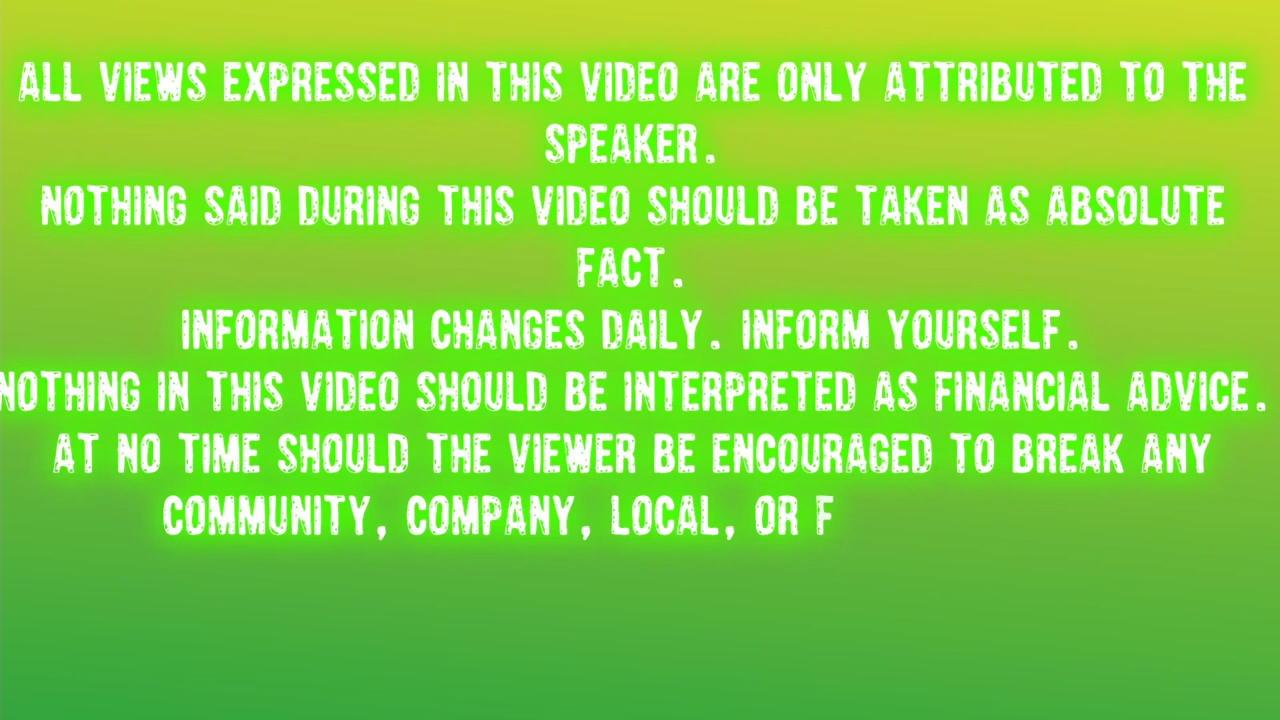 ALL VIEWS EXPRESSED IN THIS VIDEO ARE ONLY ATTRIBUTED TO THE
SPEAKER.
NOTHING SAID DURING THIS VIDEO SHOULD BE TAKEN AS ABSOLUTE
FACT.
INFORMATION CHANGES DAILY. INFORM YOURSELF.
NOTHING IN THIS VIDEO SHOULD BE INTERPRETED AS FINANCIAL ADVICE.
AT NO TIME SHOULD THE VIEWER BE ENCOURAGED TO BREAK ANY
COMMUNITY, COMPANY, LOCAL, OR F